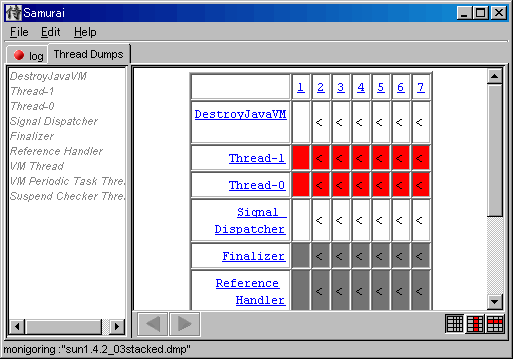 Samurai
File Edit Help
log Thread Dumps
DestroyJavaVM
Thread-1
Thread-0
Signal Dispatcher
Finalizer
Reference Handler
VM Thread
VM Periodic Task Thre
Suspend Checker Thre
1 2 3 4 5 6 7
DestroyJavaVM < < < < < <
Thread-1 < < < < < <
Thread-0 < < < < < <
Signal
Dispatcher < < < < < <
Finalizer < < < < < <
Reference
Handler < < < < < <
monigoring :"sun1.4.2_03stacked.dmp"